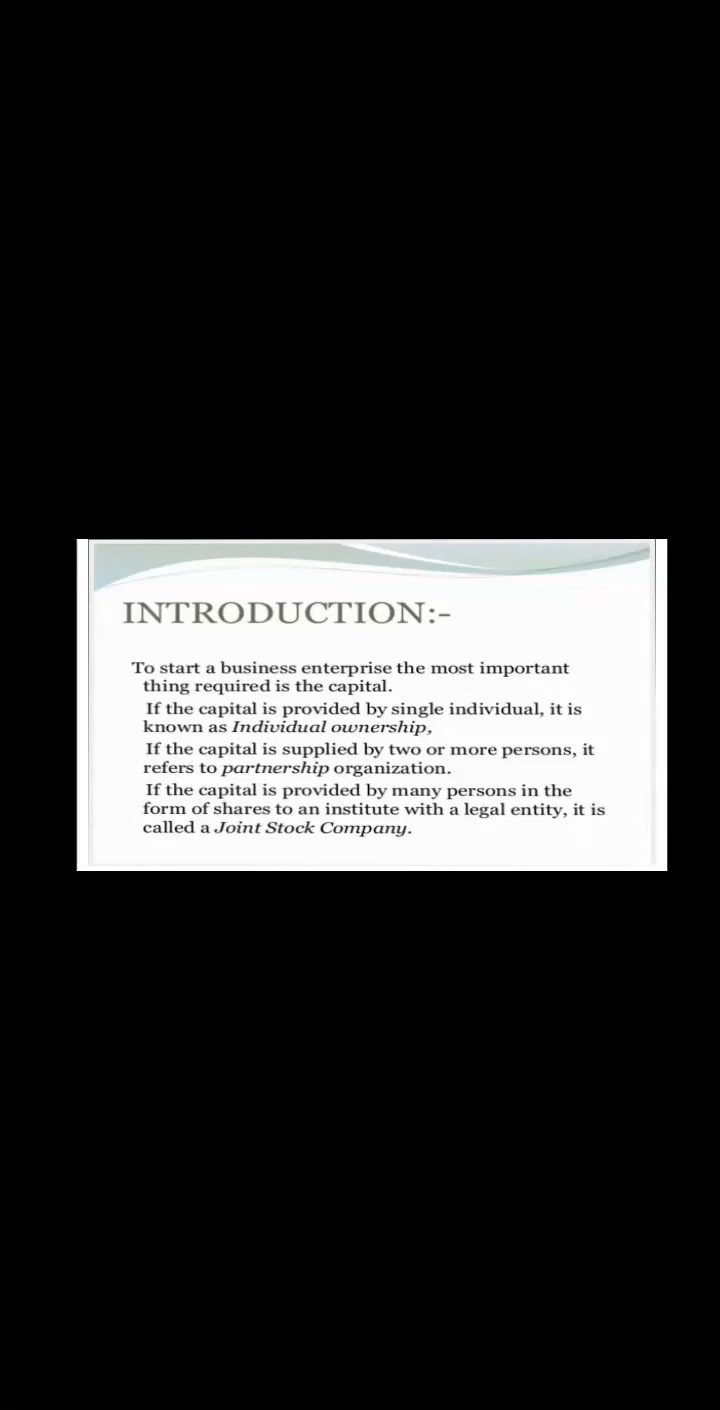 INTRODUCTION:-
To start a business enterprise the most important
thing required is the capital.
If the capital is provided by single individual, it is
known as Individual ownership,
If the capital is supplied by two or more persons, it
refers to partnership organization.
If the capital is provided by many persons in the
form of shares to an institute with a legal entity, it is
called a Joint Stock Company.